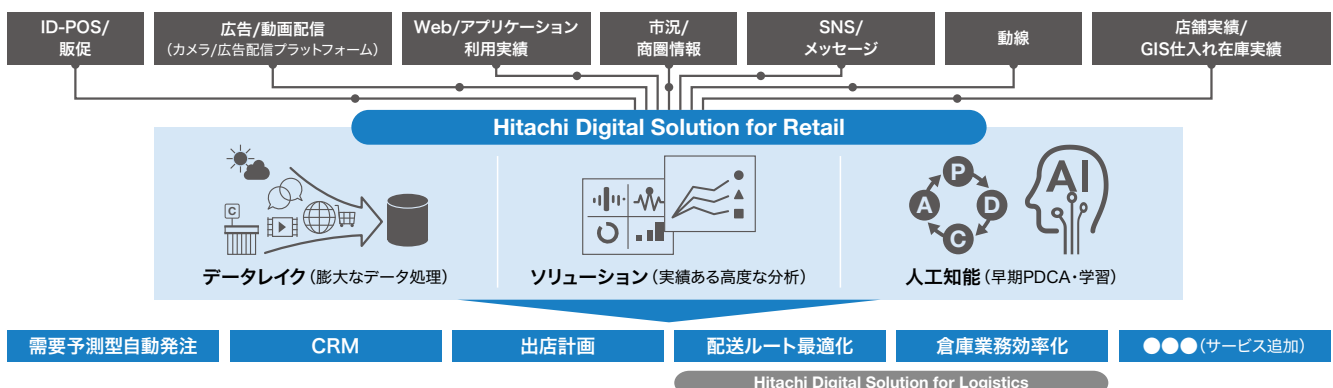 ID-POS/
販促
広告/動画配信
（カメラ/広告配信プラットフォーム）
Web/アプリケーション
利用実績
市況/
商圏情報
SNS/
メッセージ
動線
店舗実績/
GIS仕入れ在庫実績
Hitachi Digital Solution for Retail
C
P
A
D
C
AI
データレイク（膨大なデータ処理）
ソリューション（実績ある高度な分析）
人工知能（早期PDCA・学習）
需要予測型自動発注
CRM
出店計画
配送ルート最適化
倉庫業務効率化
●●●（サービス追加）
Hitachi Digital Solution for Logistics